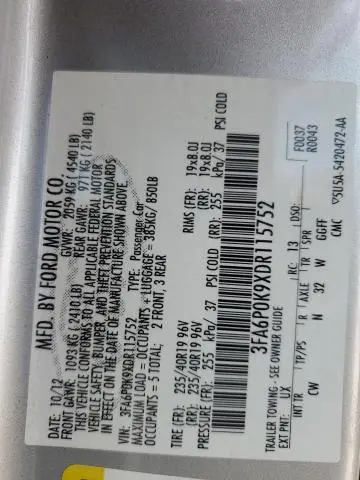 MFD. BY FORD MOTOR CO.
DATE: 10/12 GVWR: 2059 KG (4540 LB)
FRONT GAWR: 1093KG (2410 LB) REAR GAWR: 971 KG (2140 LB)
THIS VEHICLE CONFORMS TO ALL APPLICABLE FEDERAL MOTOR
VEHICLE SAFETY, BUMPER, AND THEFT PREVENTION STANDARDS
IN EFFECT ON THE DATE OF MANUFACTURE SHOWN ABOVE.
VIN: 3FA6P0K9XDR115752 TYPE: Passenger Car
MAXIMUM LOAD = OCCUPANTS + LUGGAGE = 385KG / 850LB
OCCUPANTS = 5 TOTAL; 2 FRONT, 3 REAR
TIRE (FR): 235/40R19 96V RIMS (FR): 19x8.0J
(RR): 235/40R19 96V (RR): 19x8.0J
PRESSURE (FR): 255 kPa/ 37 PSI COLD
(RR): 255 kPa/ 37 PSI COLD
3FA6P0K9XDR115752
TRAILER TOWING - SEE OWNER GUIDE F0037
EXT PNT: UX RC: 13 DSO: R0043
INT TR TP/PS R AXLE TR SPR
CW N 32 W GGFF
CMC 5U5A-5420472-AA